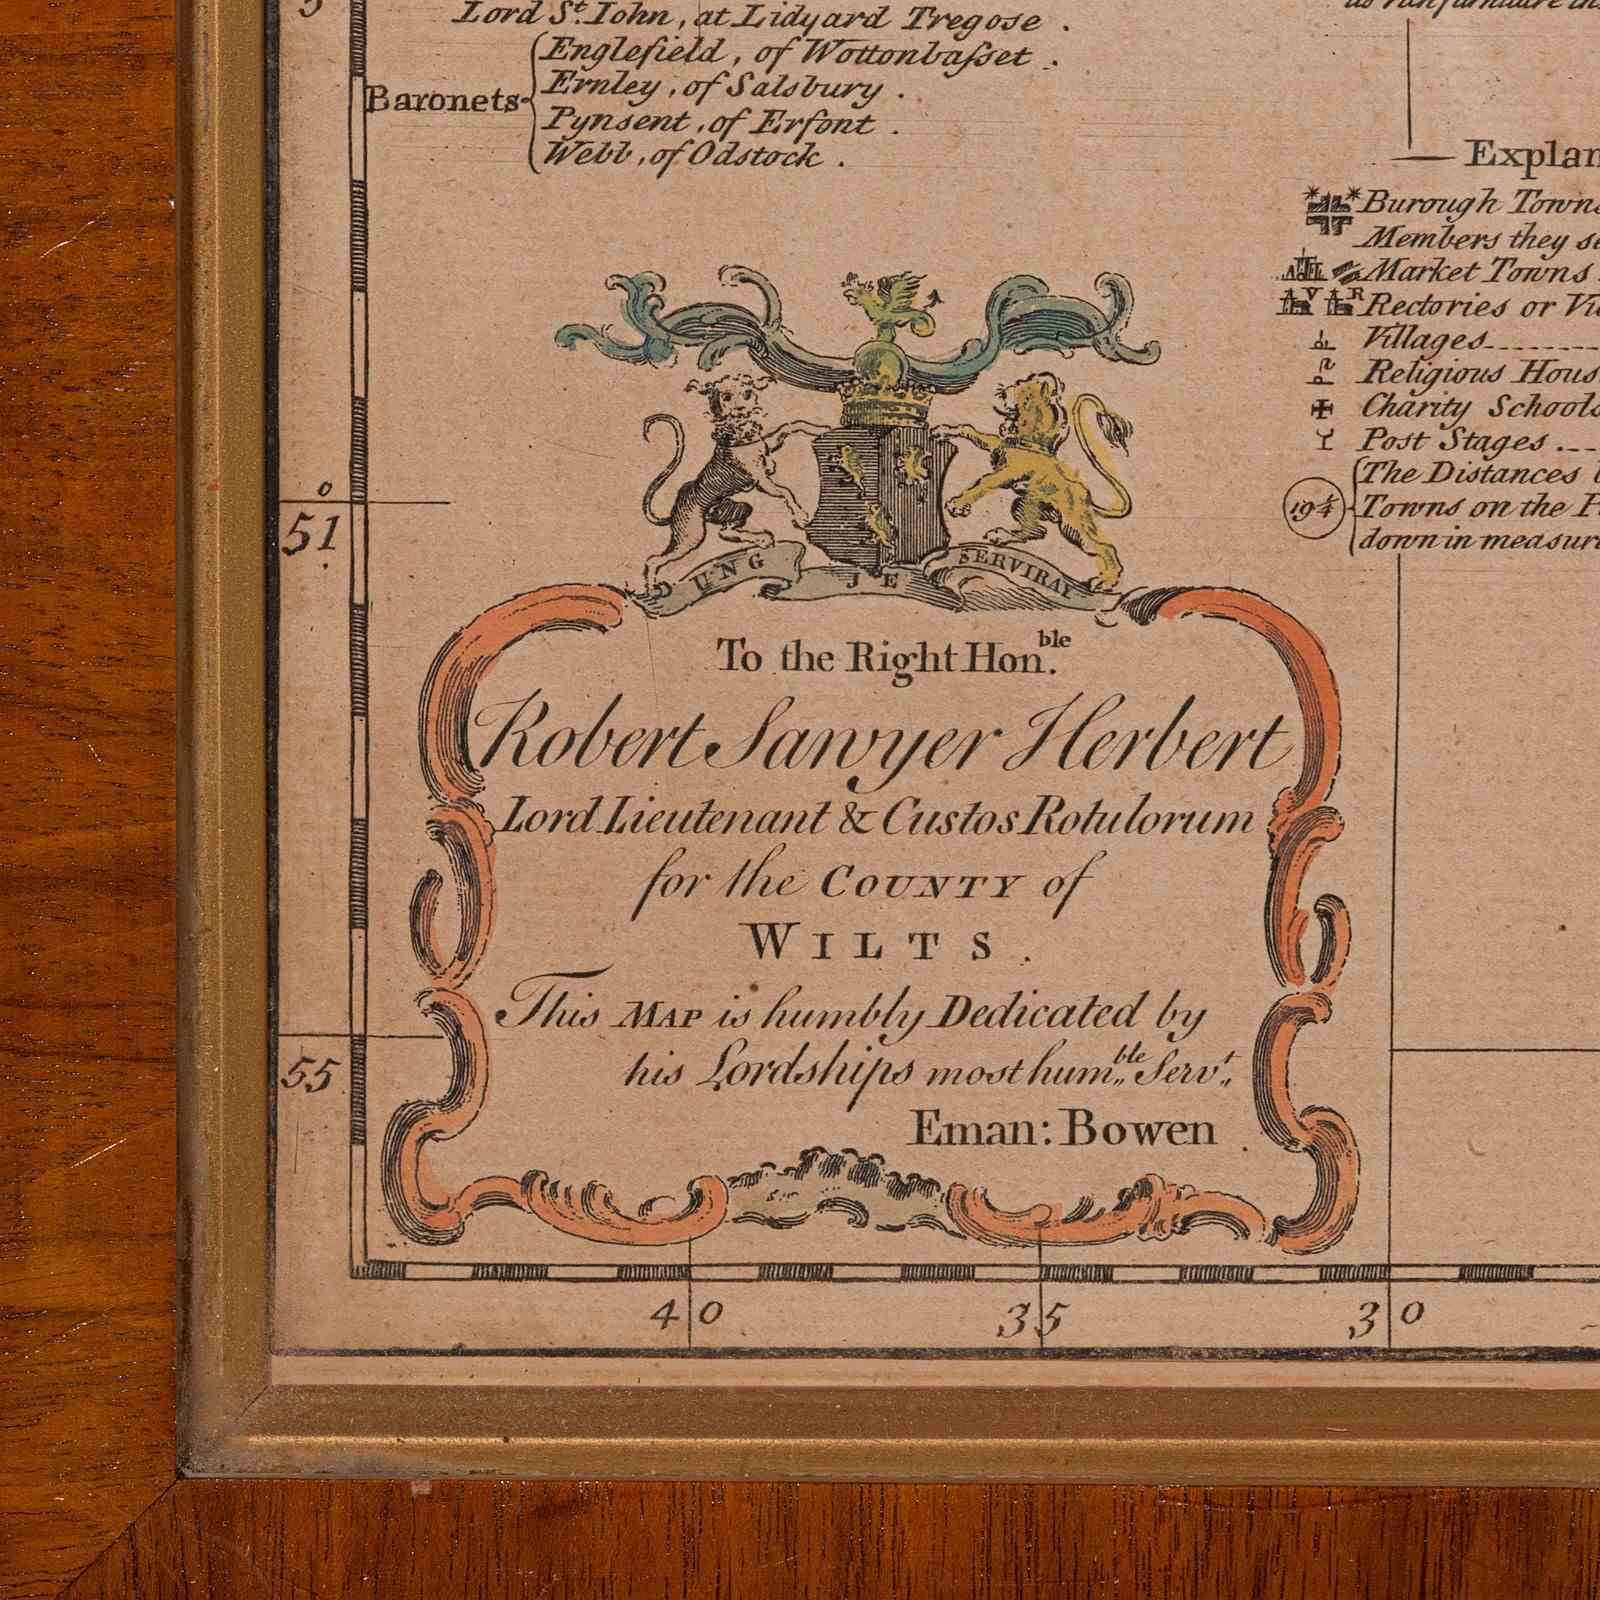 5
Lord St. Iohn, at Lidyard Tregose.
Baronets
Englefield, of Wottonbaſset.
Ernley, of Salsbury.
Pynsent, of Erfont.
Webb, of Odstock.
Explan
Burough Towns
Members they se
Market Towns
A V A R Rectories or Vi
Villages
Religious Hous
Charity Schools
Post Stages
The Distances
19¼ Towns on the P
down in measur
o
51
UNG JE SERVIRAY
To the Right Honble.
Robert Sawyer Herbert
Lord Lieutenant & Custos Rotulorum
for the COUNTY of
WILTS.
This MAP is humbly Dedicated by
his Lordships most humble Servt,
Eman: Bowen.
55
40 35 30